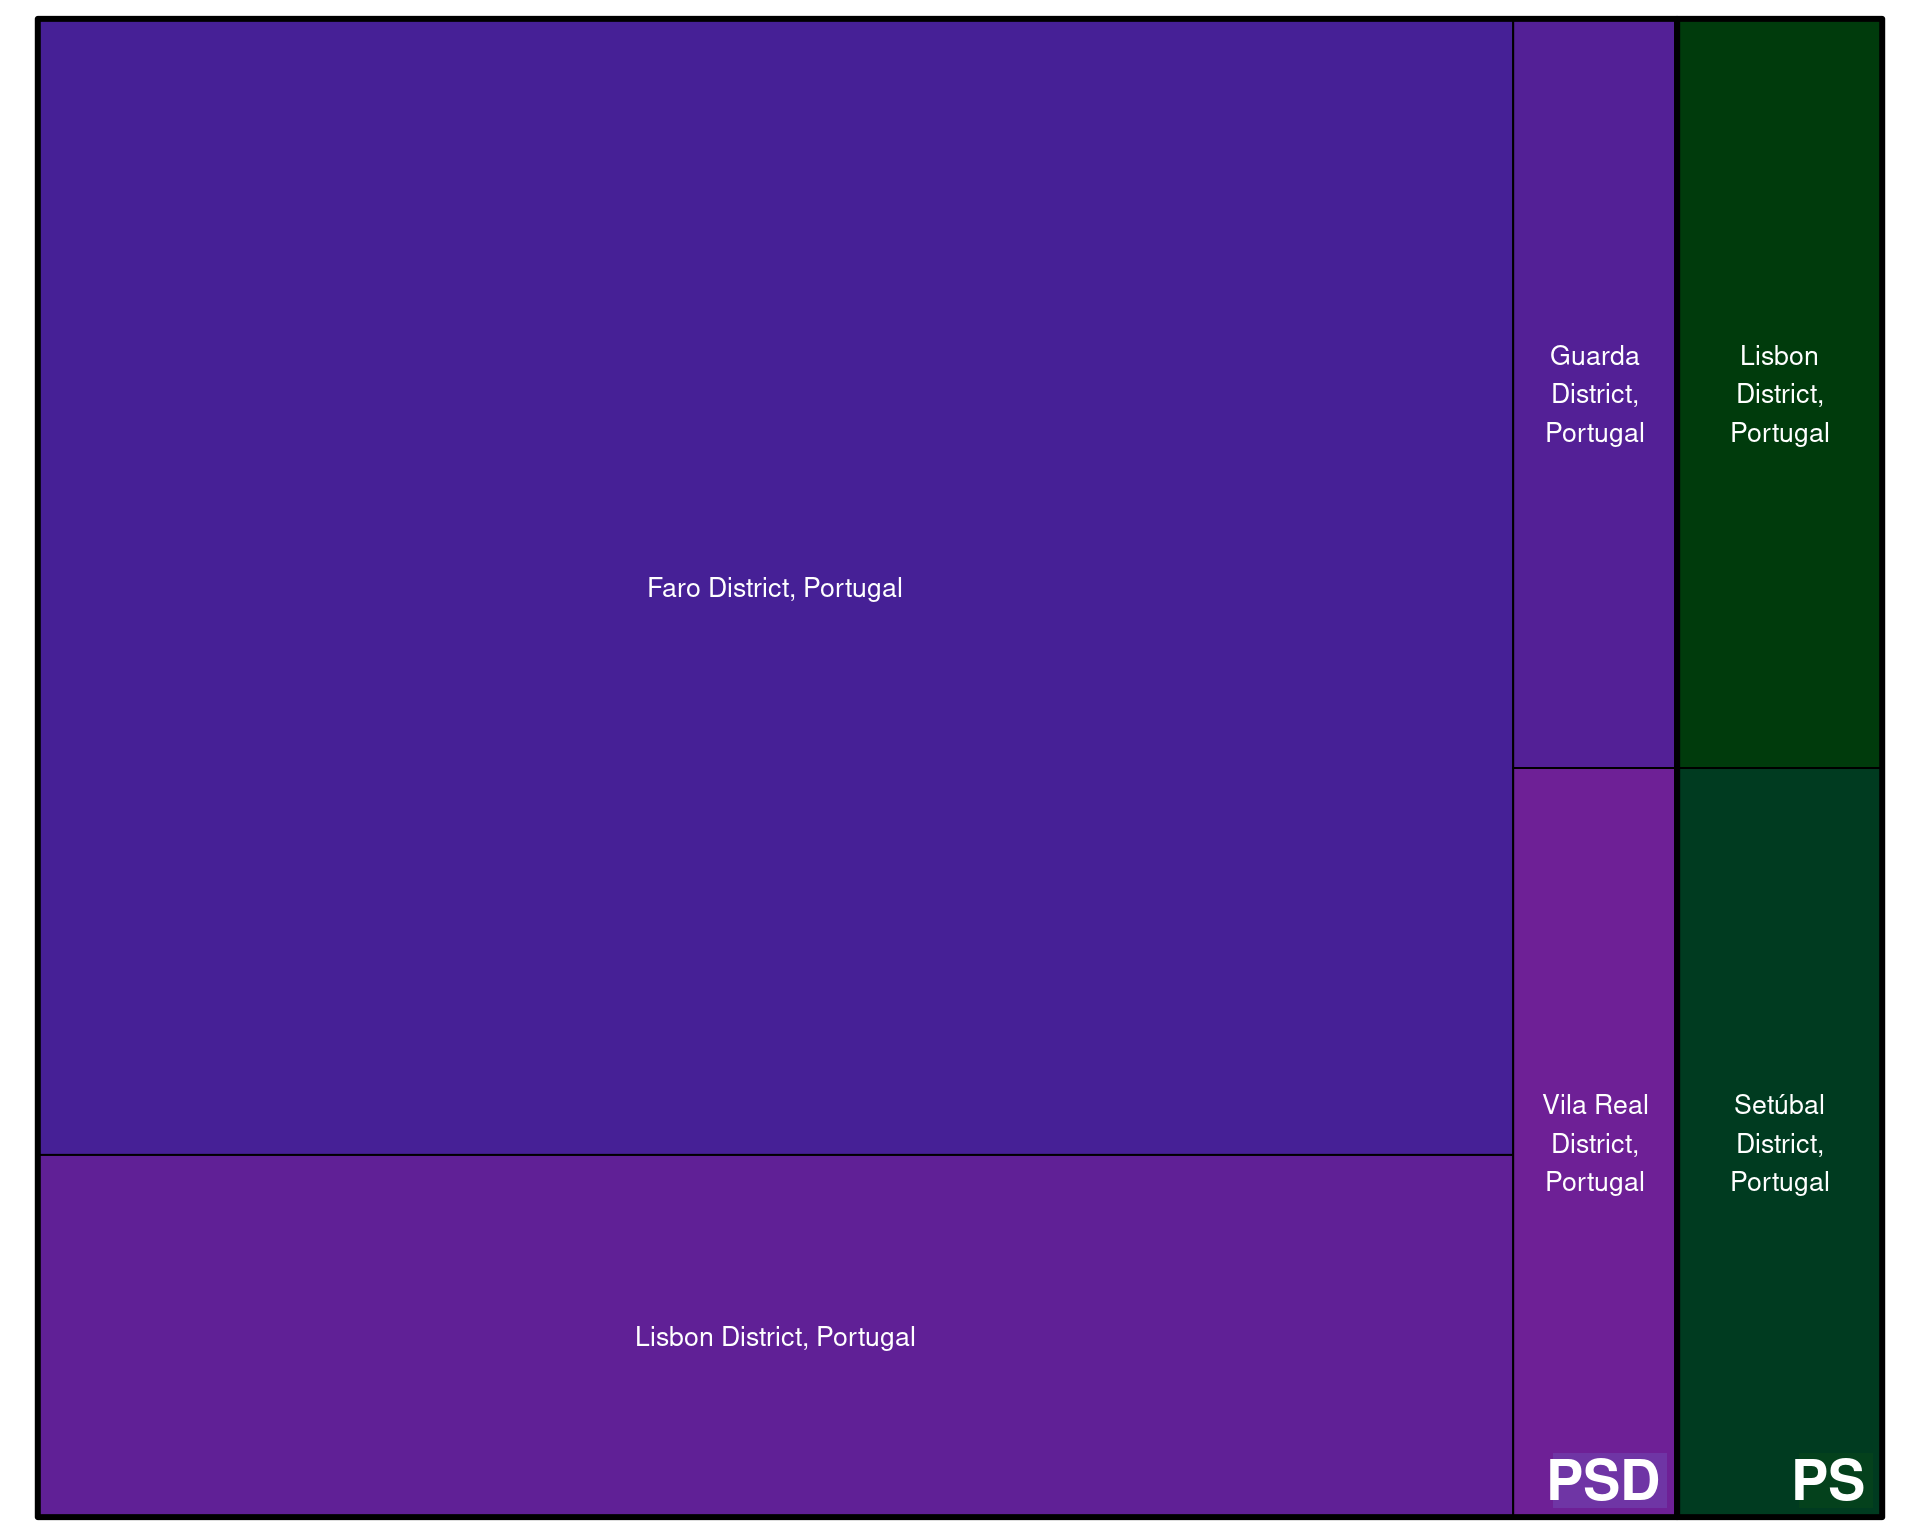 Faro District, Portugal
Lisbon District, Portugal
Guarda
District,
Portugal
Vila Real
District,
Portugal
PSD
Lisbon
District,
Portugal
Setúbal
District,
Portugal
PS